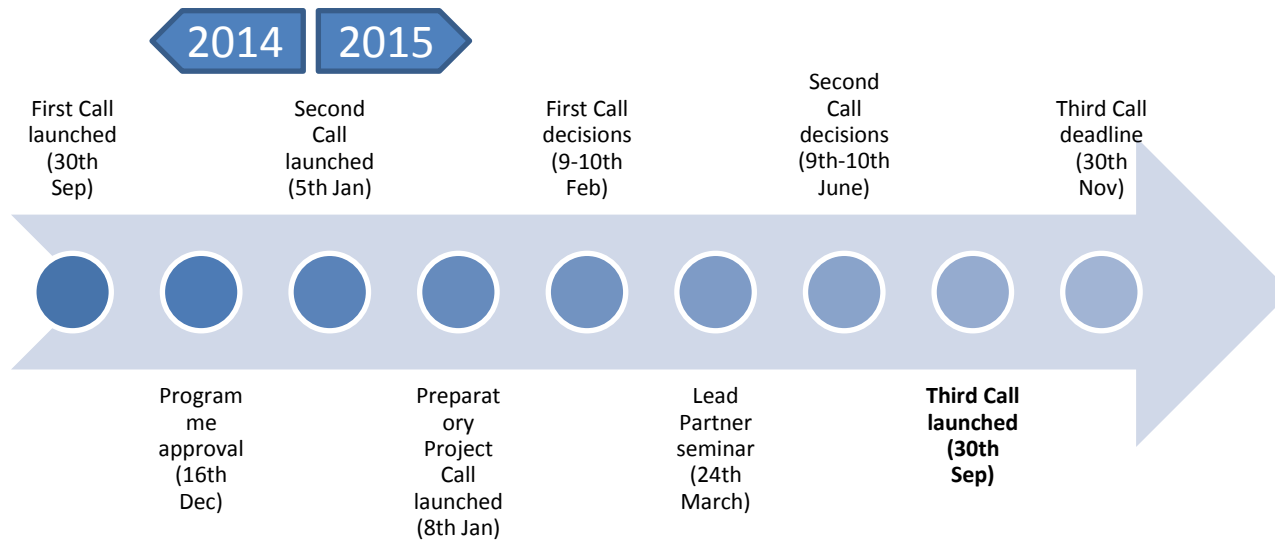 2014
2015
First Call
launched
(30th
Sep)
Program
me
approval
(16th
Dec)
Second
Call
launched
(5th Jan)
Preparat
ory
Project
Call
launched
(8th Jan)
First Call
decisions
(9-10th
Feb)
Lead
Partner
seminar
(24th
March)
Second
Call
decisions
(9th-10th
June)
Third Call
launched
(30th
Sep)
Third Call
deadline
(30th
Nov)